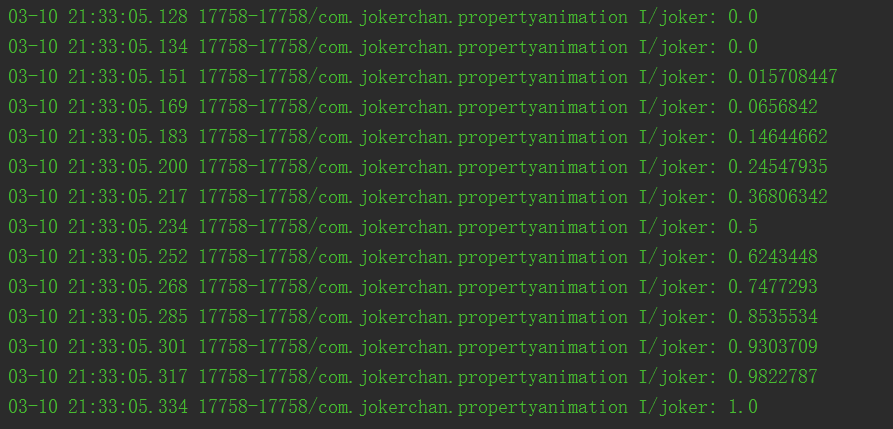 03-10 21:33:05.128 17758-17758/com.jokerchan.propertyanimation I/joker: 0.0
03-10 21:33:05.134 17758-17758/com.jokerchan.propertyanimation I/joker: 0.0
03-10 21:33:05.151 17758-17758/com.jokerchan.propertyanimation I/joker: 0.015708447
03-10 21:33:05.169 17758-17758/com.jokerchan.propertyanimation I/joker: 0.0656842
03-10 21:33:05.183 17758-17758/com.jokerchan.propertyanimation I/joker: 0.14644662
03-10 21:33:05.200 17758-17758/com.jokerchan.propertyanimation I/joker: 0.24547935
03-10 21:33:05.217 17758-17758/com.jokerchan.propertyanimation I/joker: 0.36806342
03-10 21:33:05.234 17758-17758/com.jokerchan.propertyanimation I/joker: 0.5
03-10 21:33:05.252 17758-17758/com.jokerchan.propertyanimation I/joker: 0.6243448
03-10 21:33:05.268 17758-17758/com.jokerchan.propertyanimation I/joker: 0.7477293
03-10 21:33:05.285 17758-17758/com.jokerchan.propertyanimation I/joker: 0.8535534
03-10 21:33:05.301 17758-17758/com.jokerchan.propertyanimation I/joker: 0.9303709
03-10 21:33:05.317 17758-17758/com.jokerchan.propertyanimation I/joker: 0.9822787
03-10 21:33:05.334 17758-17758/com.jokerchan.propertyanimation I/joker: 1.0